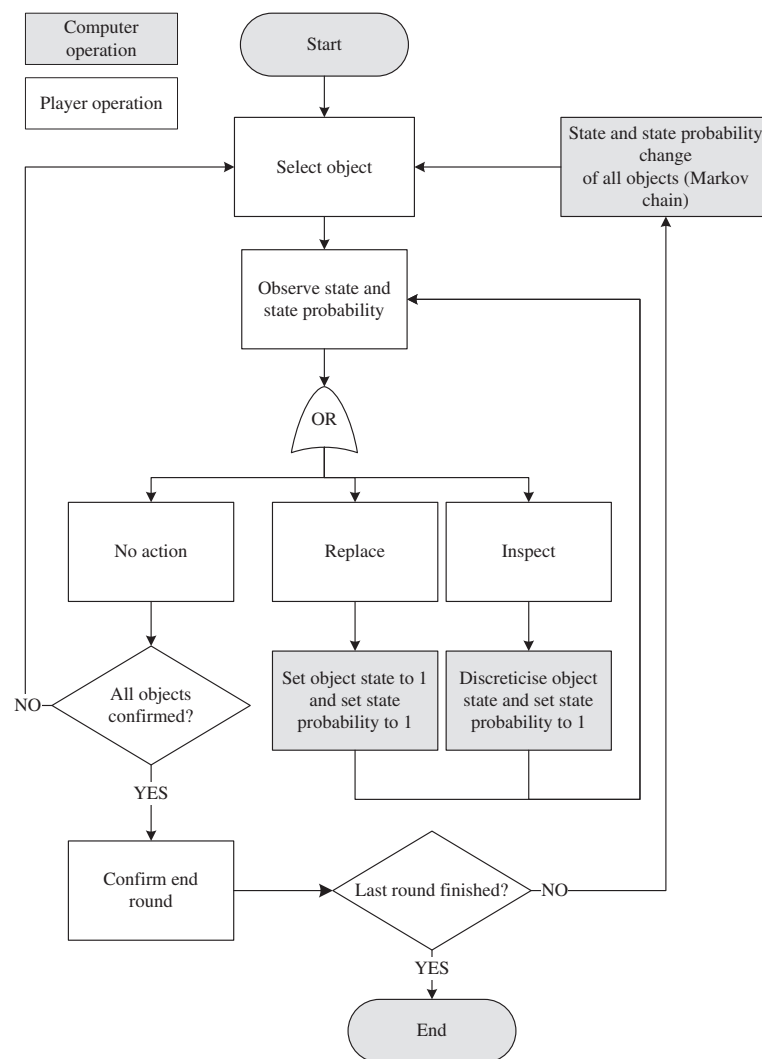 Computer
operation
Start
Player operation
Select object
State and state probability
change
of all objects (Markov
chain)
Observe state and
state probability
OR
No action
Replace
Inspect
Set object state to 1
and set state
probability to 1
Discreticise object
state and set state
probability to 1
NO
All objects
confirmed?
YES
Confirm end
round
Last round finished?
NO
YES
End